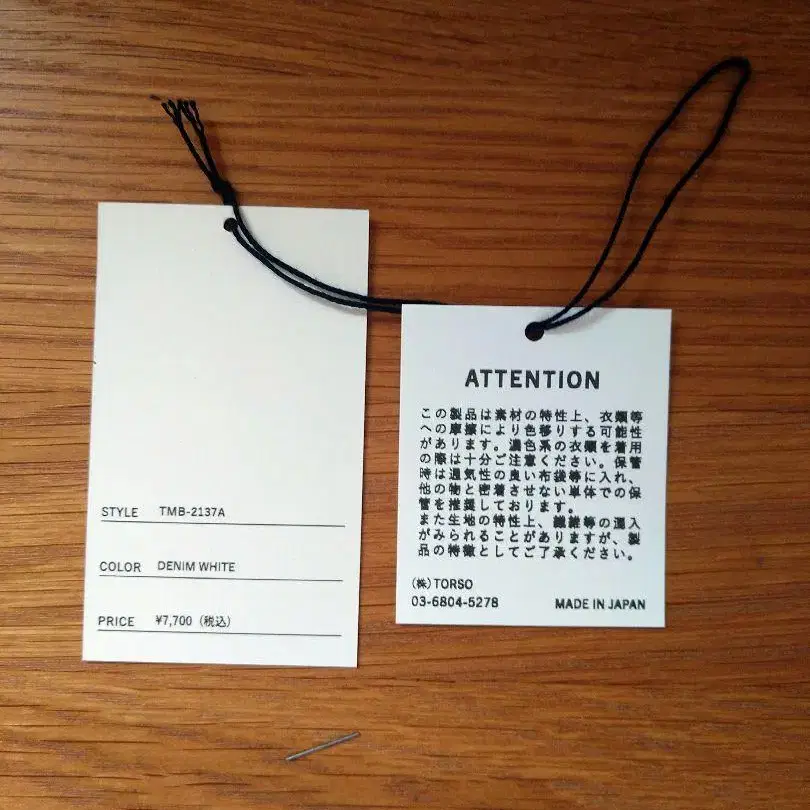 STYLE TMB-2137A
COLOR DENIM WHITE
PRICE ¥7,700 (税込)
ATTENTION
この製品は素材の特性上、衣類等
への摩擦により色移りする可能性
があります。濃色系の衣類を着用
の際は十分ご注意ください。保管
時は通気性の良い布袋等に入れ、
他の物と密着させない単体での保
管を推奨しております。
また生地の特性上、繊維等の混入
がみられることがありますが、製
品の特徴としてご了承ください。
(株)TORSO
03-6804-5278 MADE IN JAPAN